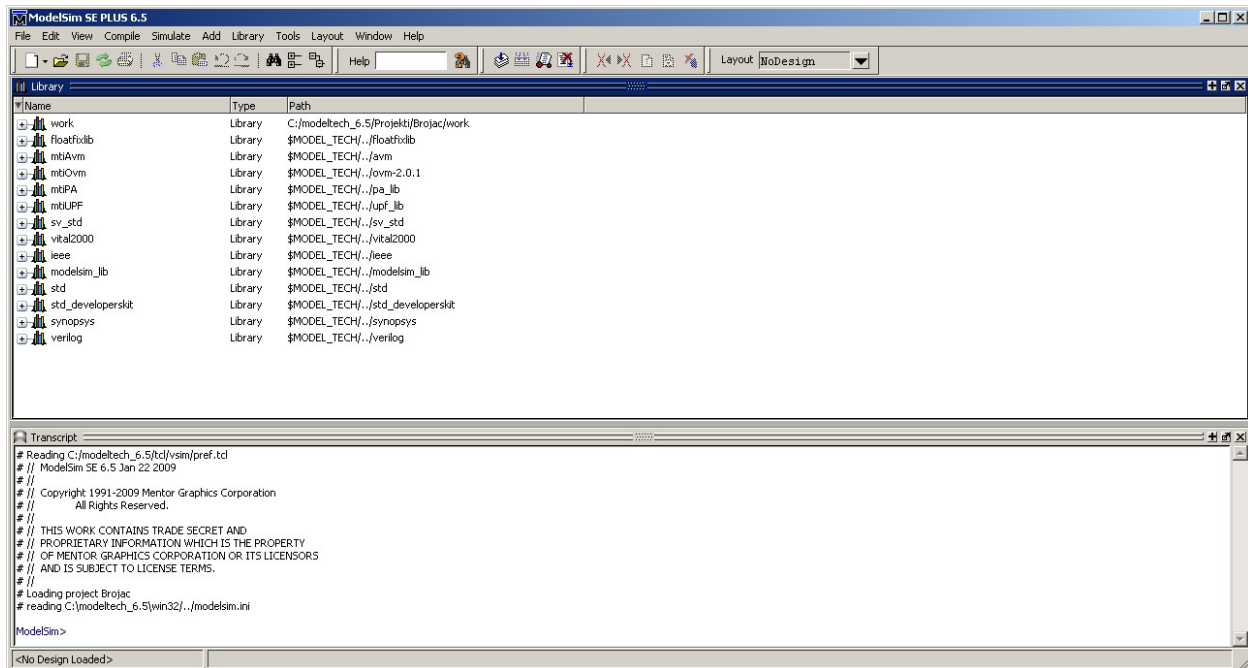 ModelSim SE PLUS 6.5
File Edit View Compile Simulate Add Library Tools Layout Window Help
Help Layout NoDesign
Library
Name Type Path
work Library C:/modeltech_6.5/Projekti/Brojac/work
floatfixlib Library $MODEL_TECH/../floatfixlib
mtiAvm Library $MODEL_TECH/../avm
mtiOvm Library $MODEL_TECH/../ovm-2.0.1
mtiPA Library $MODEL_TECH/../pa_lib
mtiUPF Library $MODEL_TECH/../upf_lib
sv_std Library $MODEL_TECH/../sv_std
vital2000 Library $MODEL_TECH/../vital2000
ieee Library $MODEL_TECH/../ieee
modelsim_lib Library $MODEL_TECH/../modelsim_lib
std Library $MODEL_TECH/../std
std_developerskit Library $MODEL_TECH/../std_developerskit
synopsys Library $MODEL_TECH/../synopsys
verilog Library $MODEL_TECH/../verilog
Transcript
# Reading C:/modeltech_6.5/tcl/vsim/pref.tcl
# // ModelSim SE 6.5 Jan 22 2009
# //
# // Copyright 1991-2009 Mentor Graphics Corporation
# // All Rights Reserved.
# //
# // THIS WORK CONTAINS TRADE SECRET AND
# // PROPRIETARY INFORMATION WHICH IS THE PROPERTY
# // OF MENTOR GRAPHICS CORPORATION OR ITS LICENSORS
# // AND IS SUBJECT TO LICENSE TERMS.
# //
# Loading project Brojac
# reading C:\modeltech_6.5\win32/../modelsim.ini
ModelSim>
<No Design Loaded>